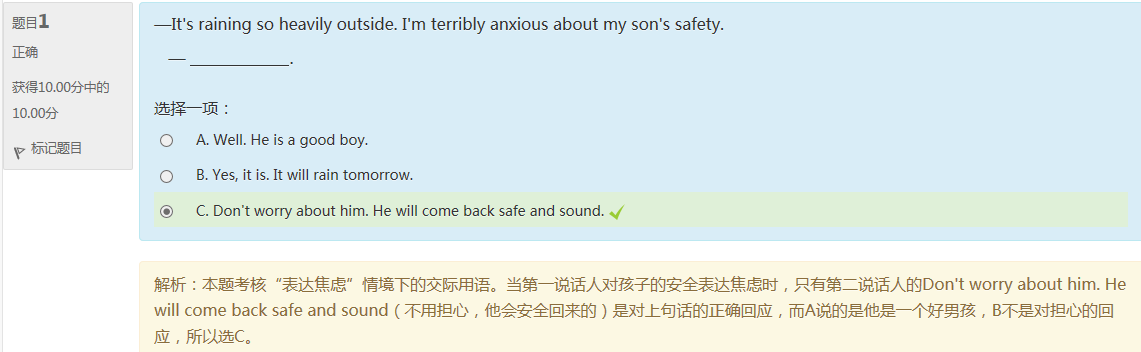 题目1
正确
获得10.00分中的
10.00分
标记题目
—It's raining so heavily outside. I'm terribly anxious about my son's safety.
— _____________.
选择一项：
A. Well. He is a good boy.
B. Yes, it is. It will rain tomorrow.
C. Don't worry about him. He will come back safe and sound.
解析：本题考核“表达焦虑”情境下的交际用语。当第一说话人对孩子的安全表达焦虑时，只有第二说话人的Don't worry about him. He
will come back safe and sound（不用担心，他会安全回来的）是对上句话的正确回应，而A说的是他是一个好男孩，B不是对担心的回
应，所以选C。